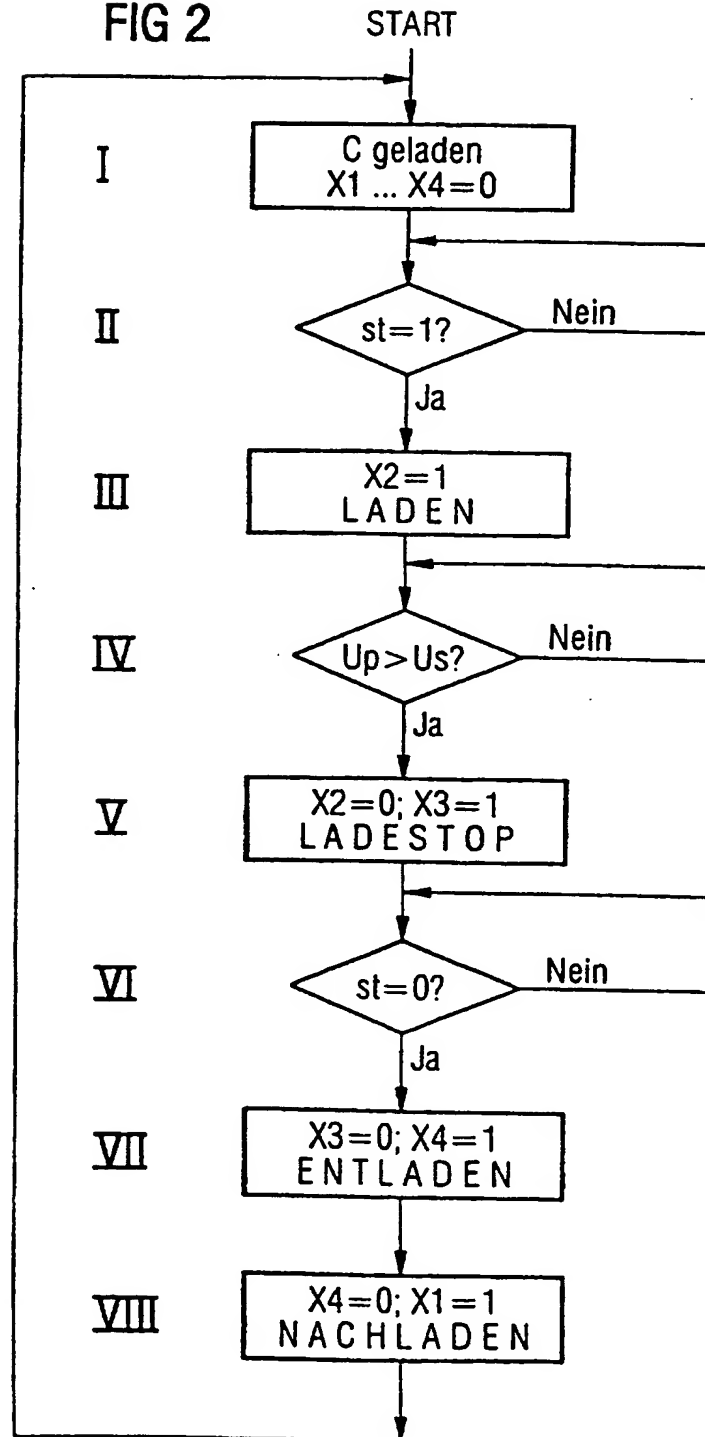 FIG 2
START
I
C geladen
X1 ... X4=0
II
st=1?
Nein
Ja
III
X2=1
LADEN
IV
Up>Us?
Nein
Ja
V
X2=0; X3=1
LADESTOP
VI
st=0?
Nein
Ja
VII
X3=0; X4=1
ENTLADEN
VIII
X4=0; X1=1
NACHLADEN